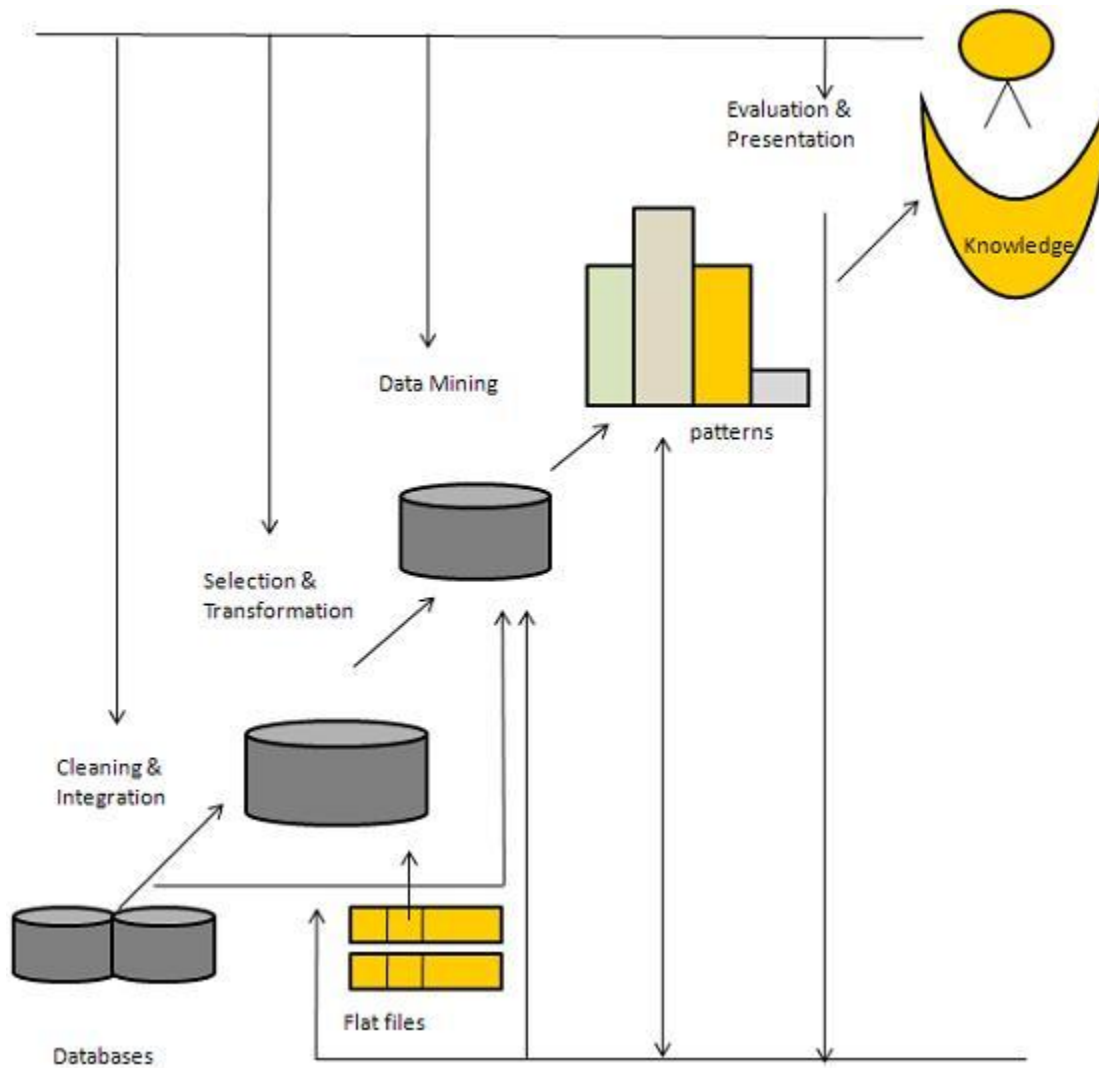 Evaluation &
Presentation
Knowledge
Data Mining
patterns
Selection &
Transformation
Cleaning &
Integration
Flat files
Databases